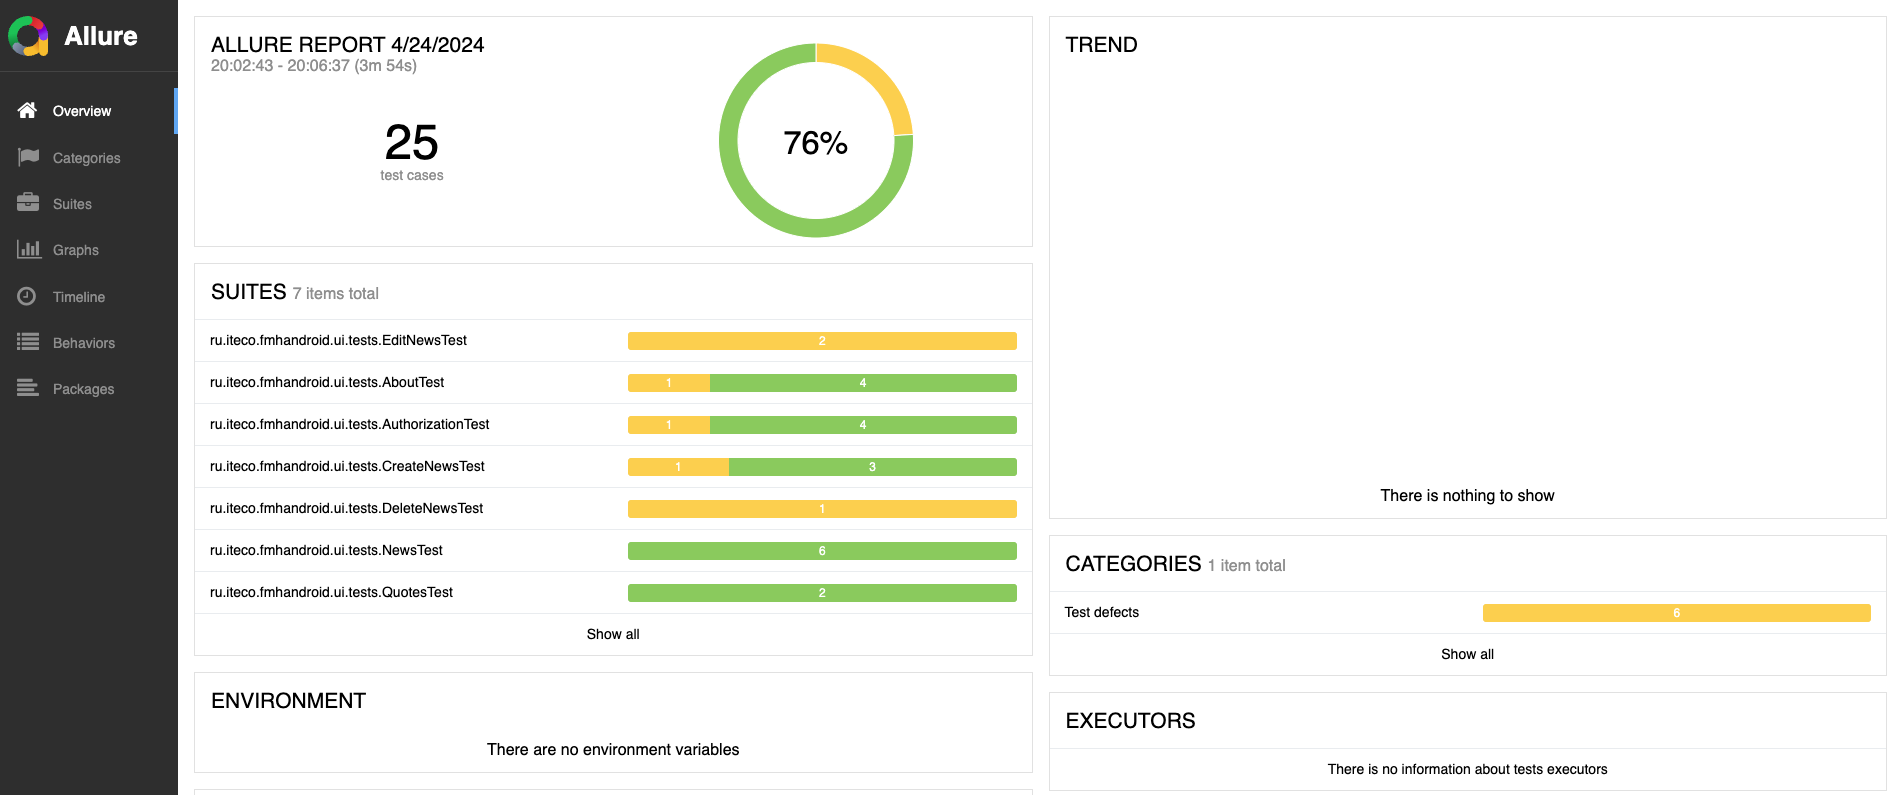 Allure
Overview
Categories
Suites
Graphs
Timeline
Behaviors
Packages
ALLURE REPORT 4/24/2024
20:02:43 - 20:06:37 (3m 54s)
25
test cases
76%
SUITES 7 items total
ru.iteco.fmhandroid.ui.tests.EditNewsTest 2
ru.iteco.fmhandroid.ui.tests.AboutTest 1 4
ru.iteco.fmhandroid.ui.tests.AuthorizationTest 1 4
ru.iteco.fmhandroid.ui.tests.CreateNewsTest 1 3
ru.iteco.fmhandroid.ui.tests.DeleteNewsTest 1
ru.iteco.fmhandroid.ui.tests.NewsTest 6
ru.iteco.fmhandroid.ui.tests.QuotesTest 2
Show all
ENVIRONMENT
There are no environment variables
TREND
There is nothing to show
CATEGORIES 1 item total
Test defects 6
Show all
EXECUTORS
There is no information about tests executors